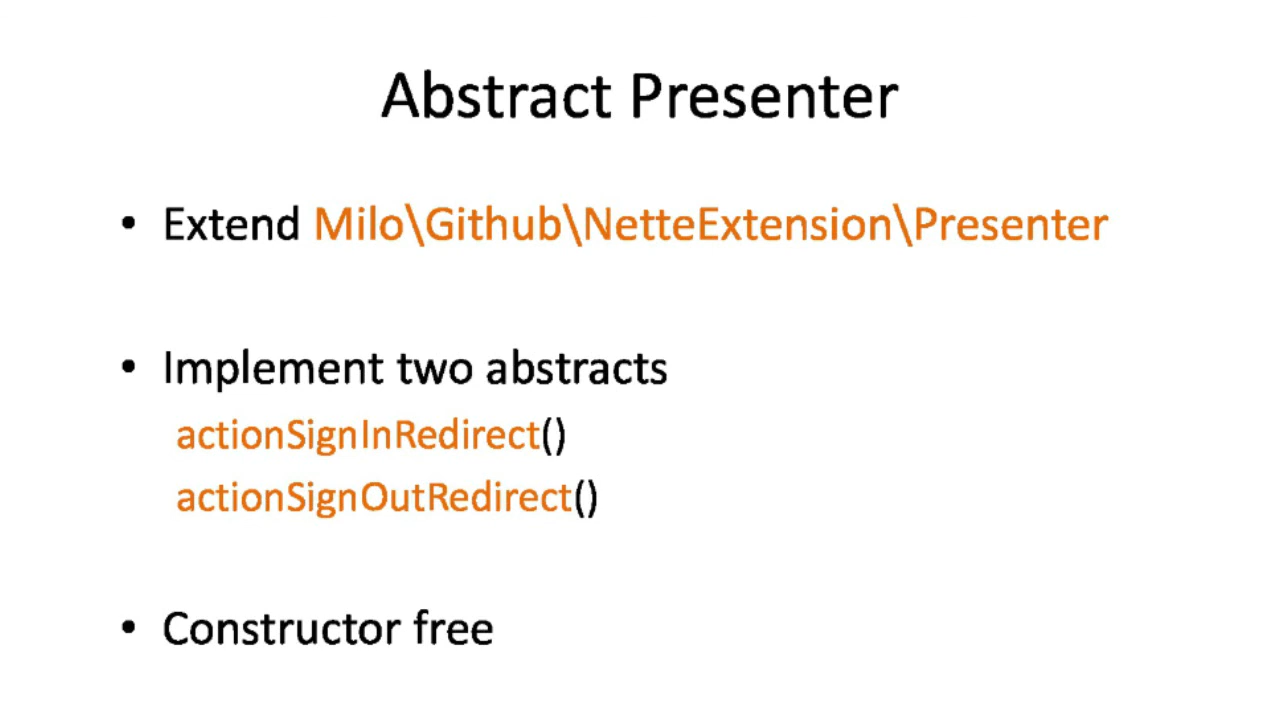 Abstract Presenter
• Extend Milo\Github\NetteExtension\Presenter
• Implement two abstracts
actionSignInRedirect()
actionSignOutRedirect()
• Constructor free